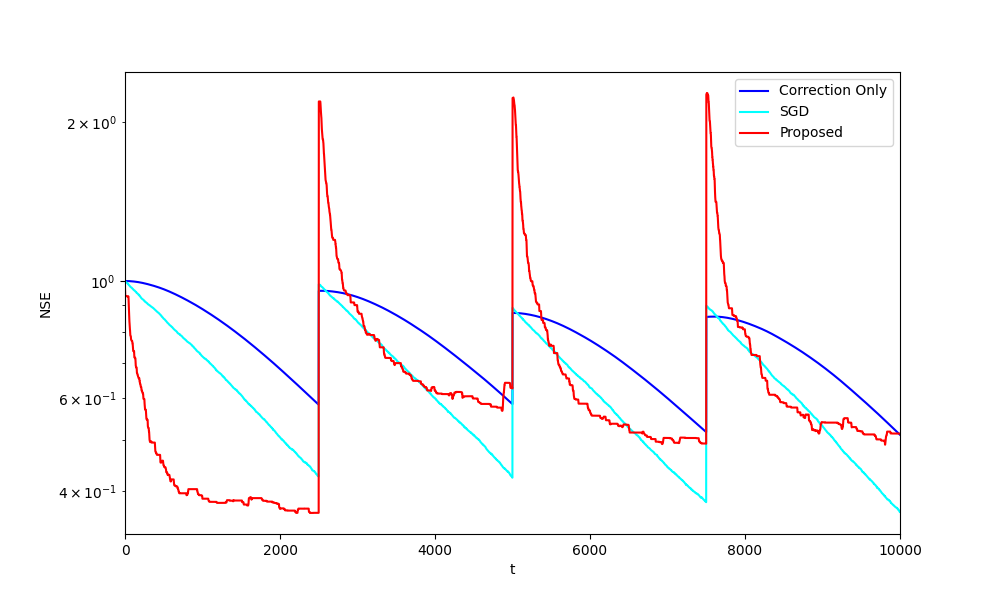 Correction Only
SGD
Proposed
NSE
2 × 10⁰
10⁰
6 × 10⁻¹
4 × 10⁻¹
0 2000 4000 6000 8000 10000
t